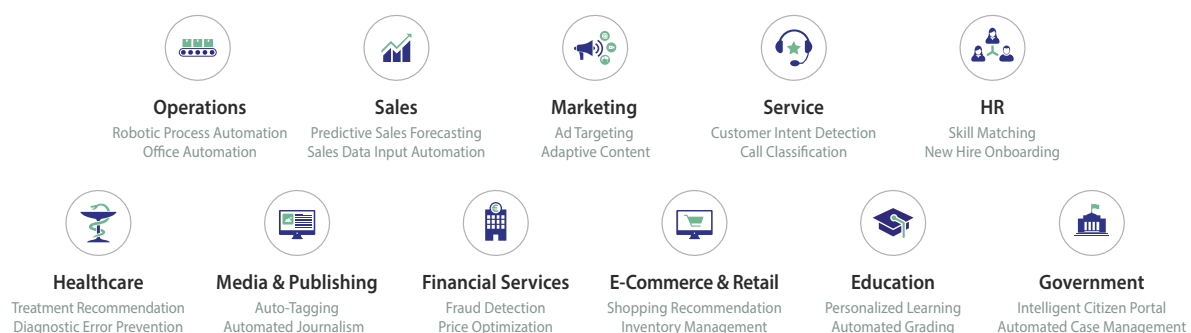 Operations
Robotic Process Automation
Office Automation
Sales
Predictive Sales Forecasting
Sales Data Input Automation
Marketing
Ad Targeting
Adaptive Content
Service
Customer Intent Detection
Call Classification
HR
Skill Matching
New Hire Onboarding
Healthcare
Treatment Recommendation
Diagnostic Error Prevention
Media & Publishing
Auto-Tagging
Automated Journalism
Financial Services
Fraud Detection
Price Optimization
E-Commerce & Retail
Shopping Recommendation
Inventory Management
Education
Personalized Learning
Automated Grading
Government
Intelligent Citizen Portal
Automated Case Management